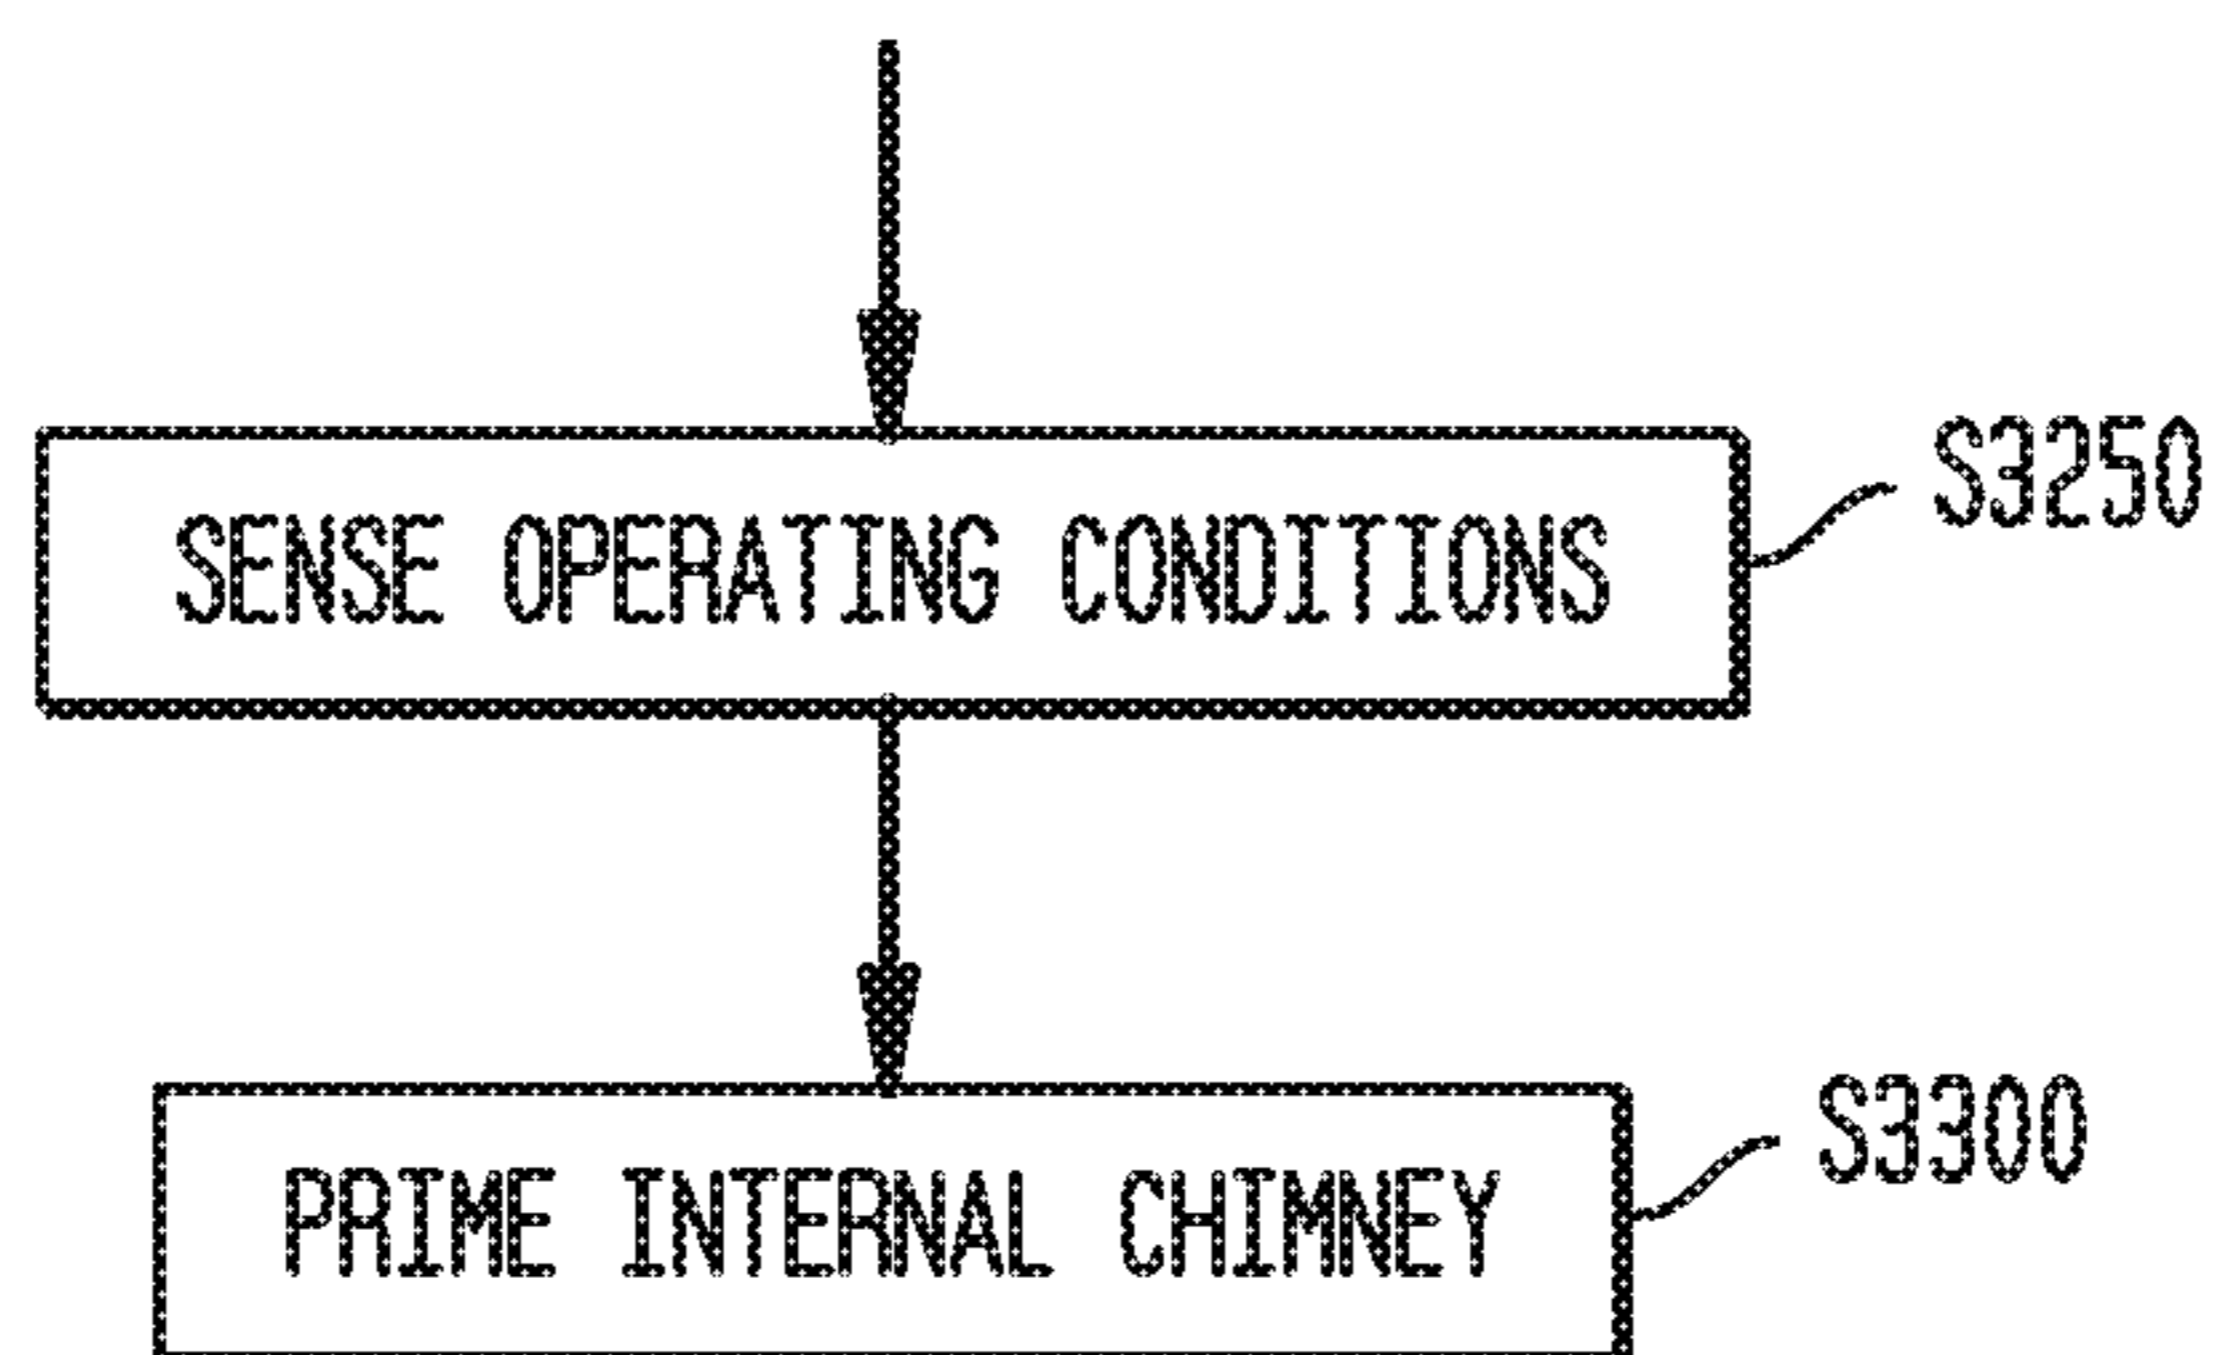 S3250
SENSE OPERATING CONDITIONS
S3300
PRIME INTERNAL CHIMNEY